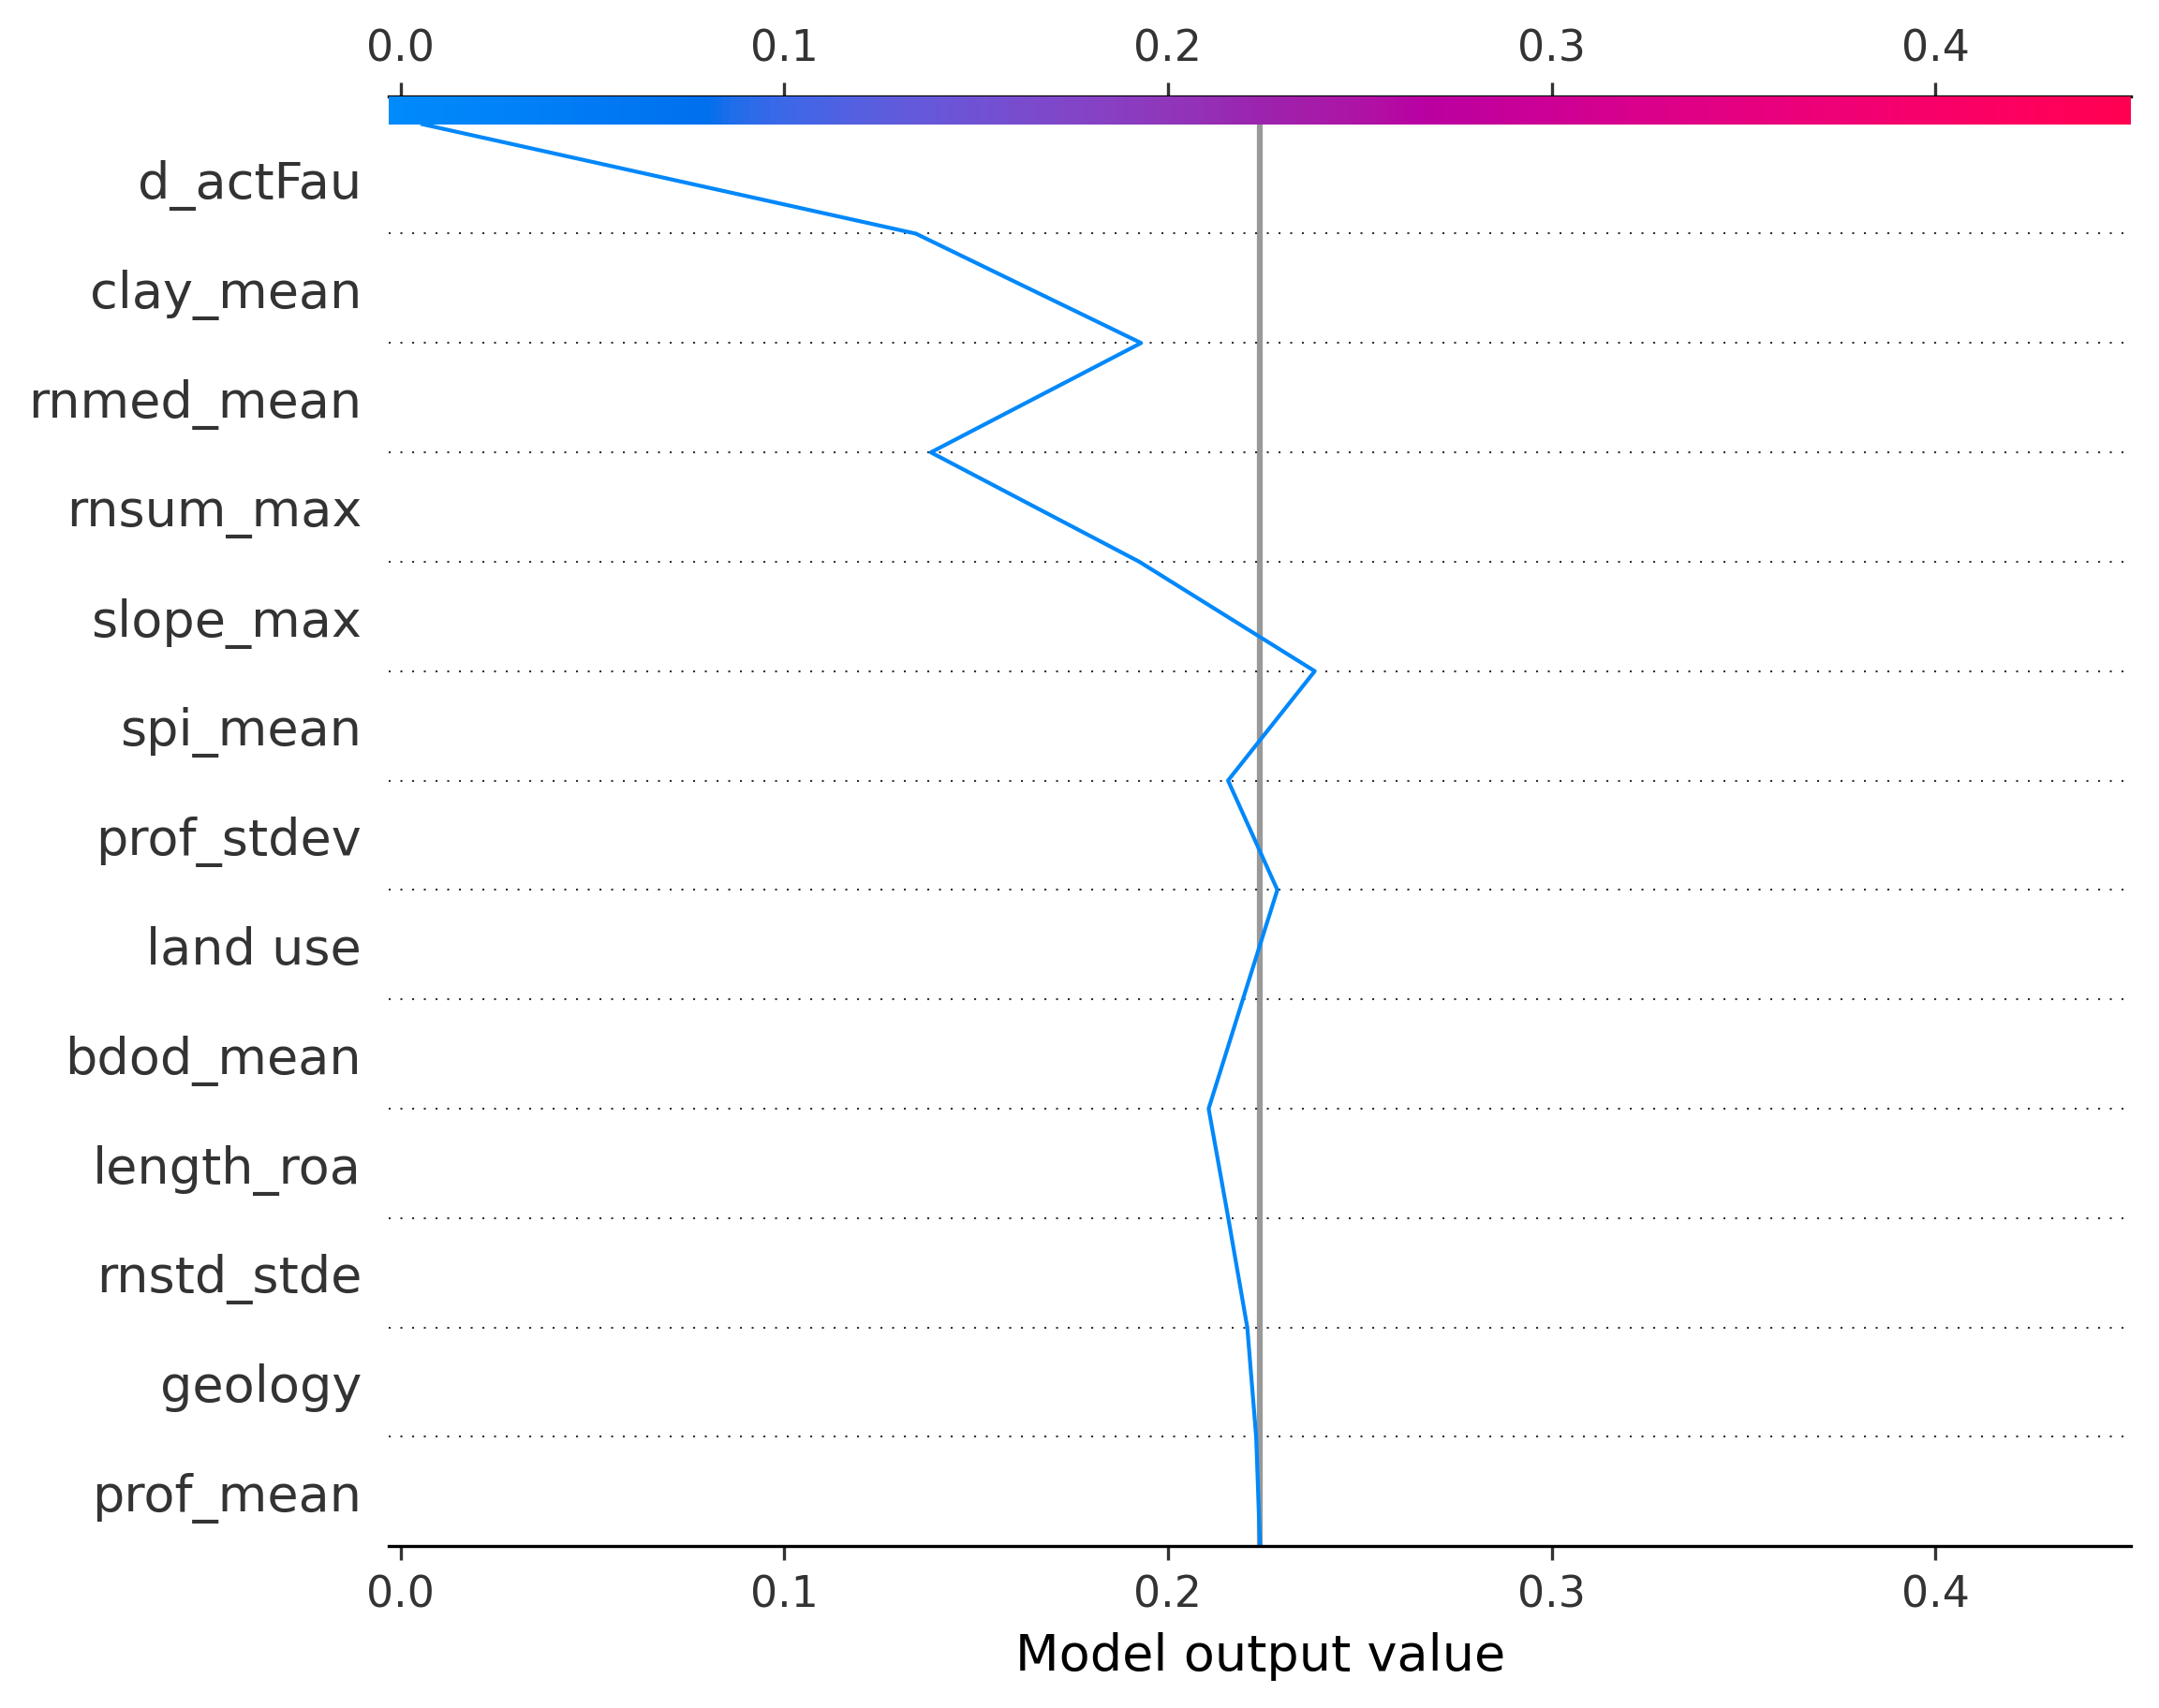 0.0 0.1 0.2 0.3 0.4
d_actFau
clay_mean
rnmed_mean
rnsum_max
slope_max
spi_mean
prof_stdev
land use
bdod_mean
length_roa
rnstd_stde
geology
prof_mean
0.0 0.1 0.2 0.3 0.4
Model output value